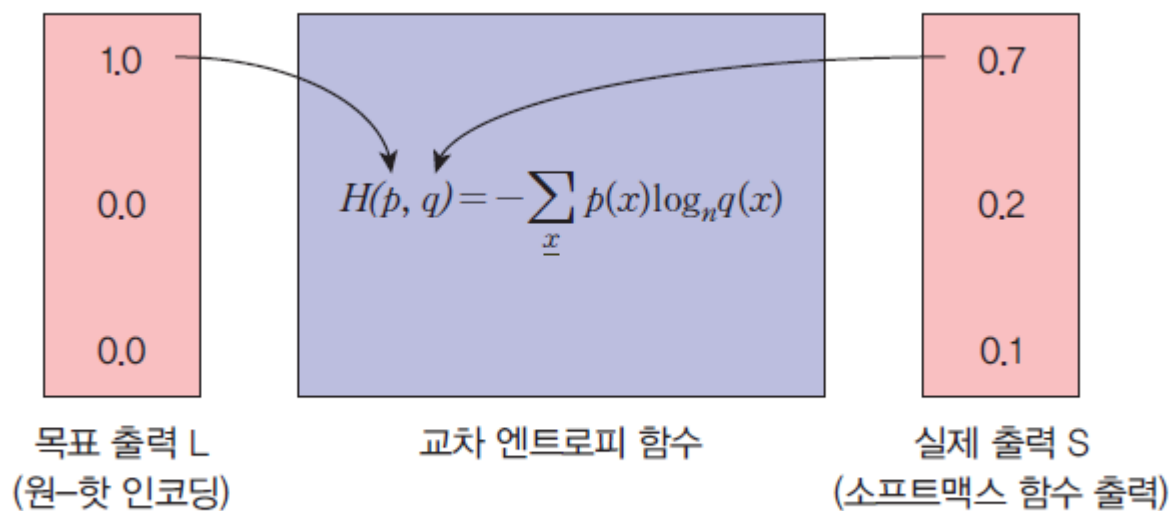 1.0
0.0
0.0
H(p, q)=-∑ p(x)logₙq(x)
x
0.7
0.2
0.1
목표 출력 L
(원-핫 인코딩)
교차 엔트로피 함수
실제 출력 S
(소프트맥스 함수 출력)